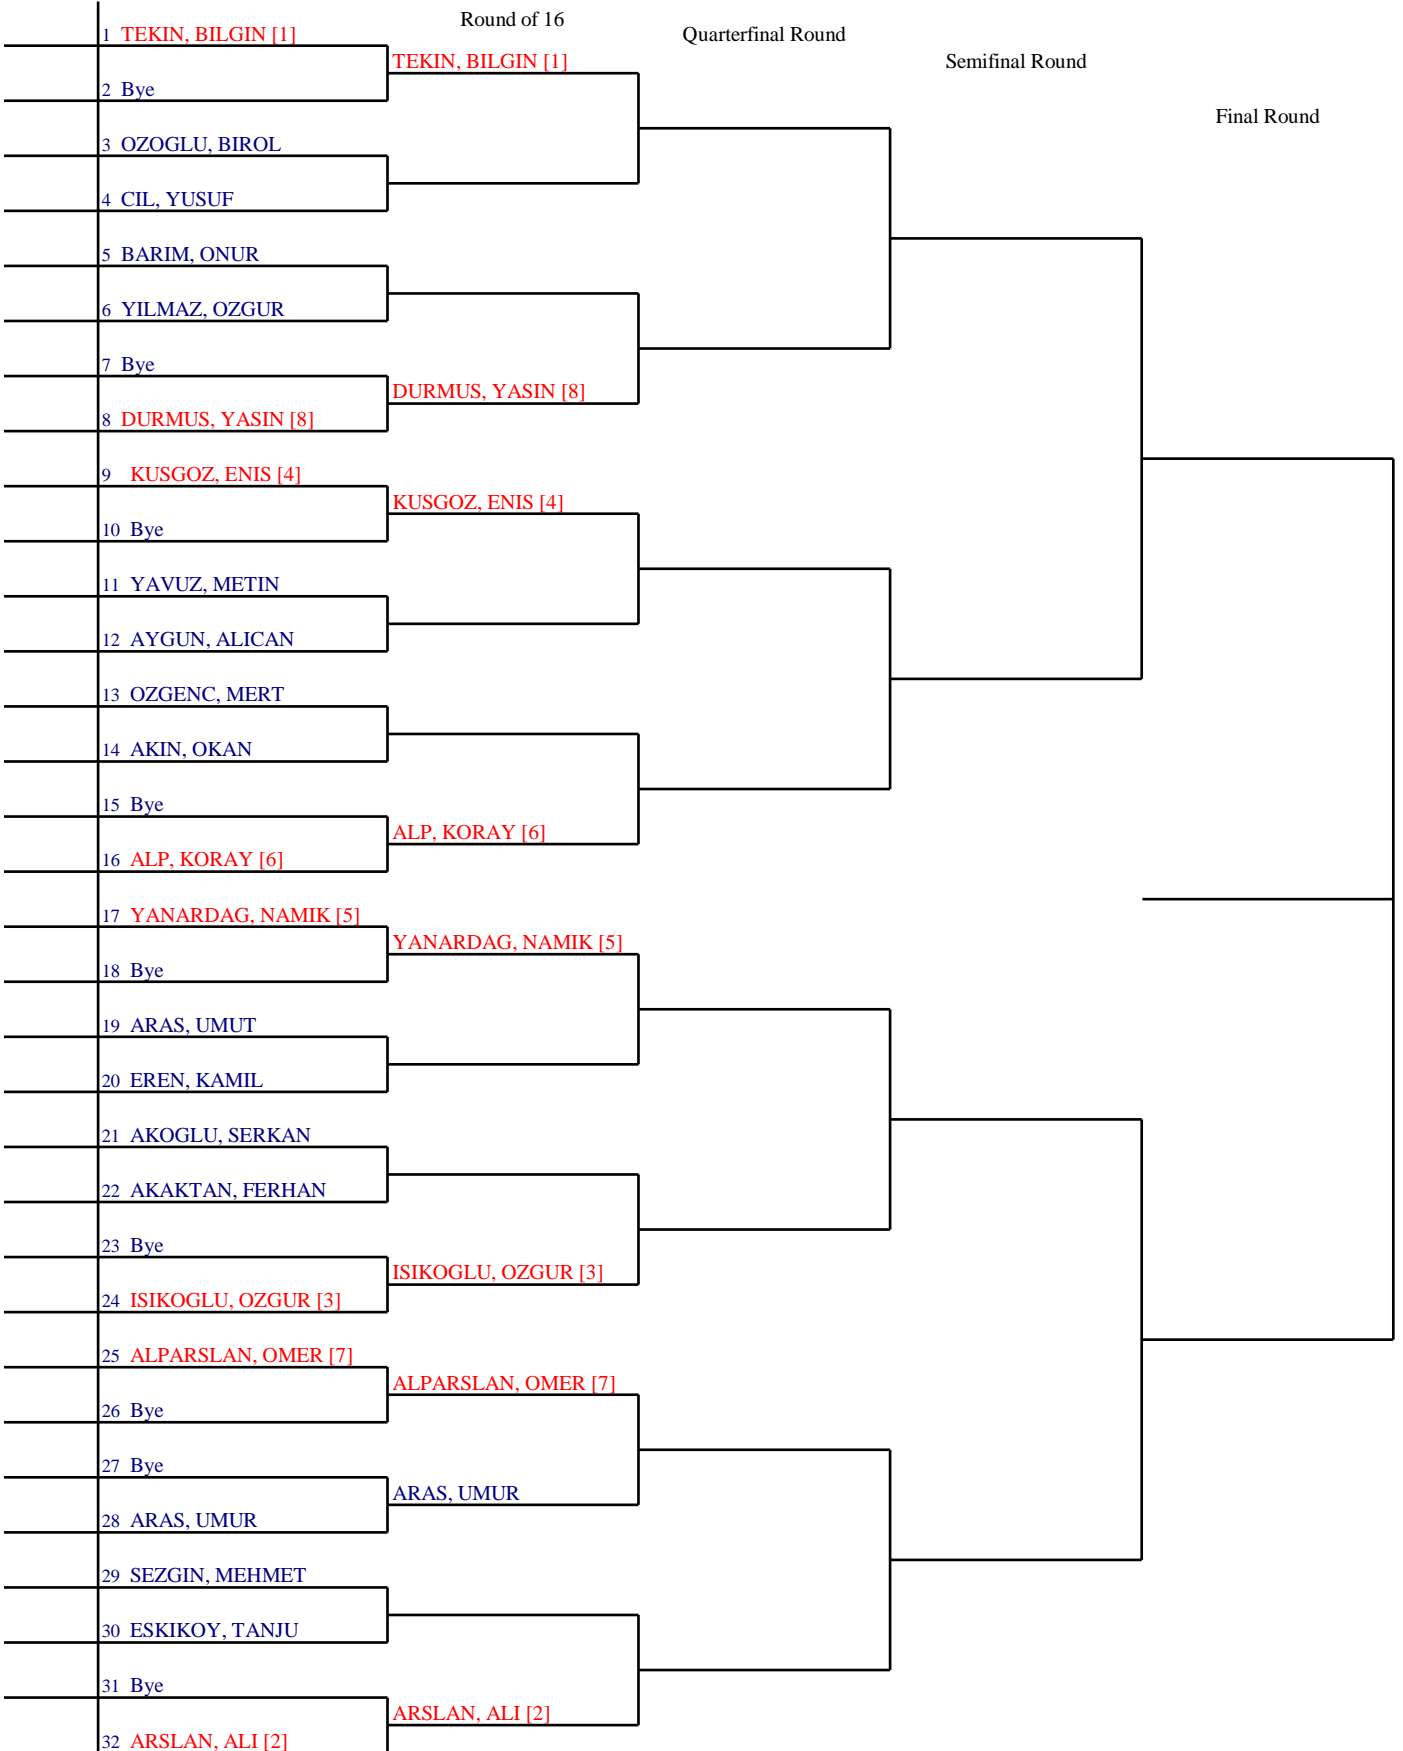 Round of 16
Quarterfinal Round
Semifinal Round
Final Round
1 TEKIN, BILGIN [1]
TEKIN, BILGIN [1]
2 Bye
3 OZOGLU, BIROL
4 CIL, YUSUF
5 BARIM, ONUR
6 YILMAZ, OZGUR
7 Bye
DURMUS, YASIN [8]
8 DURMUS, YASIN [8]
9 KUSGOZ, ENIS [4]
KUSGOZ, ENIS [4]
10 Bye
11 YAVUZ, METIN
12 AYGUN, ALICAN
13 OZGENC, MERT
14 AKIN, OKAN
15 Bye
ALP, KORAY [6]
16 ALP, KORAY [6]
17 YANARDAG, NAMIK [5]
YANARDAG, NAMIK [5]
18 Bye
19 ARAS, UMUT
20 EREN, KAMIL
21 AKOGLU, SERKAN
22 AKAKTAN, FERHAN
23 Bye
ISIKOGLU, OZGUR [3]
24 ISIKOGLU, OZGUR [3]
25 ALPARSLAN, OMER [7]
ALPARSLAN, OMER [7]
26 Bye
27 Bye
ARAS, UMUR
28 ARAS, UMUR
29 SEZGIN, MEHMET
30 ESKIKOY, TANJU
31 Bye
ARSLAN, ALI [2]
32 ARSLAN, ALI [2]